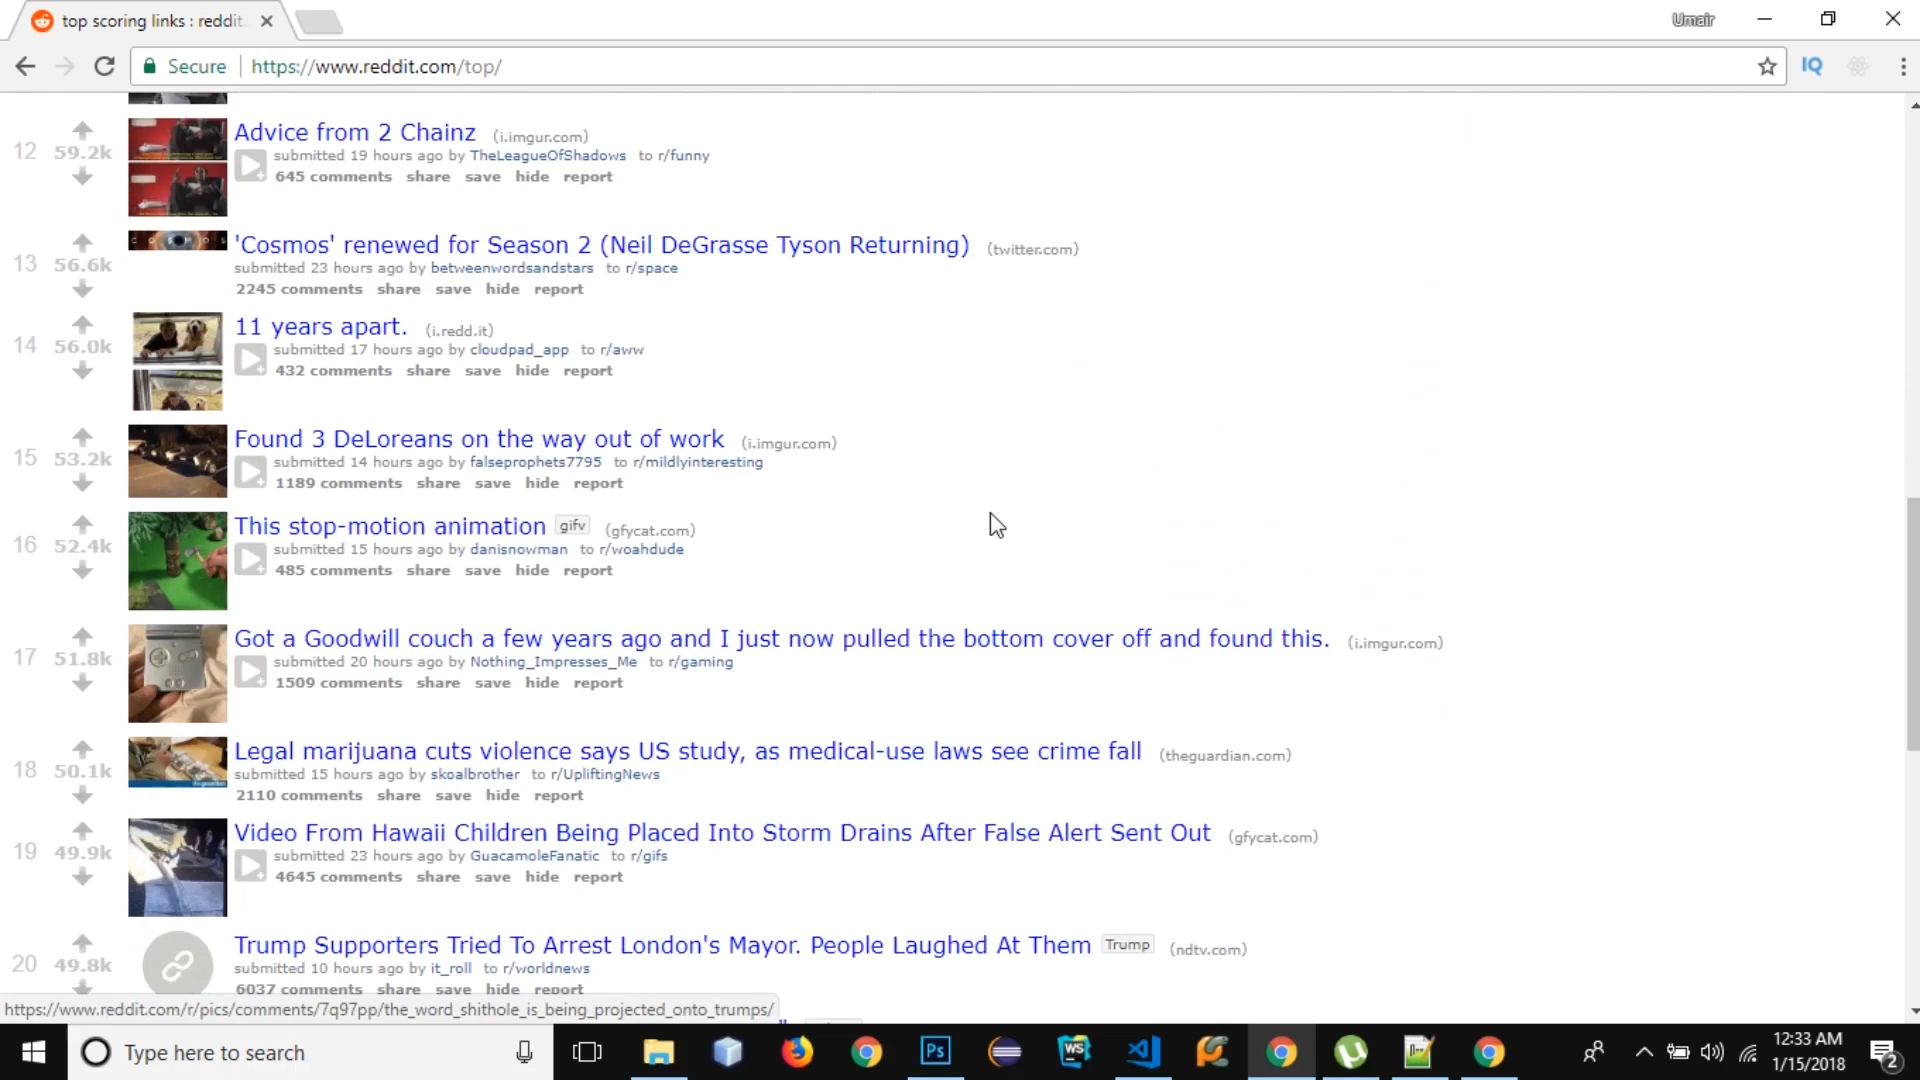 top scoring links : reddit
Umair
Secure
https://www.reddit.com/top/
IQ
12
59.2k
Advice from 2 Chainz (i.imgur.com)
submitted 19 hours ago by TheLeagueOfShadows to r/funny
645 comments share save hide report
13
56.6k
'Cosmos' renewed for Season 2 (Neil DeGrasse Tyson Returning) (twitter.com)
submitted 23 hours ago by betweenwordsandstars to r/space
2245 comments share save hide report
14
56.0k
11 years apart. (i.redd.it)
submitted 17 hours ago by cloudpad_app to r/aww
432 comments share save hide report
15
53.2k
Found 3 DeLoreans on the way out of work (i.imgur.com)
submitted 14 hours ago by falseprophets7795 to r/mildlyinteresting
1189 comments share save hide report
16
52.4k
This stop-motion animation gifv (gfycat.com)
submitted 15 hours ago by danisnowman to r/woahdude
485 comments share save hide report
17
51.8k
Got a Goodwill couch a few years ago and I just now pulled the bottom cover off and found this. (i.imgur.com)
submitted 20 hours ago by Nothing_Impresses_Me to r/gaming
1509 comments share save hide report
18
50.1k
Legal marijuana cuts violence says US study, as medical-use laws see crime fall (theguardian.com)
submitted 15 hours ago by skoalbrother to r/UpliftingNews
2110 comments share save hide report
19
49.9k
Video From Hawaii Children Being Placed Into Storm Drains After False Alert Sent Out (gfycat.com)
submitted 23 hours ago by GuacamoleFanatic to r/gifs
4645 comments share save hide report
20
49.8k
Trump Supporters Tried To Arrest London's Mayor. People Laughed At Them Trump (ndtv.com)
submitted 10 hours ago by it_roll to r/worldnews
6037 comments share save hide report
https://www.reddit.com/r/pics/comments/7q97pp/the_word_shithole_is_being_projected_onto_trumps/
Type here to search
Ps
WS
12:33 AM
1/15/2018
2